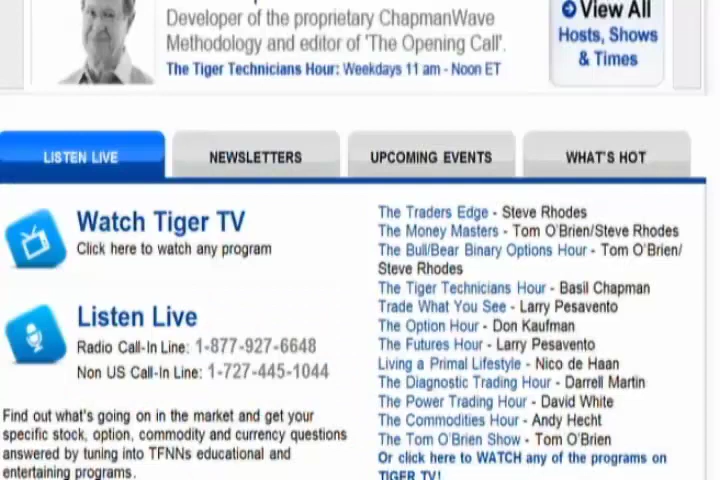 Developer of the proprietary ChapmanWave
Methodology and editor of 'The Opening Call'.
The Tiger Technicians Hour: Weekdays 11 am - Noon ET
View All
Hosts, Shows
& Times
LISTEN LIVE
NEWSLETTERS
UPCOMING EVENTS
WHAT'S HOT
Watch Tiger TV
Click here to watch any program
Listen Live
Radio Call-In Line: 1-877-927-6648
Non US Call-In Line: 1-727-445-1044
Find out what's going on in the market and get your
specific stock, option, commodity and currency questions
answered by tuning into TFNNs educational and
entertaining programs.
The Traders Edge - Steve Rhodes
The Money Masters - Tom O'Brien/Steve Rhodes
The Bull/Bear Binary Options Hour - Tom O'Brien/
Steve Rhodes
The Tiger Technicians Hour - Basil Chapman
Trade What You See - Larry Pesavento
The Option Hour - Don Kaufman
The Futures Hour - Larry Pesavento
Living a Primal Lifestyle - Nico de Haan
The Diagnostic Trading Hour - Darrell Martin
The Power Trading Hour - David White
The Commodities Hour - Andy Hecht
The Tom O'Brien Show - Tom O'Brien
Or click here to WATCH any of the programs on
TIGER TV!